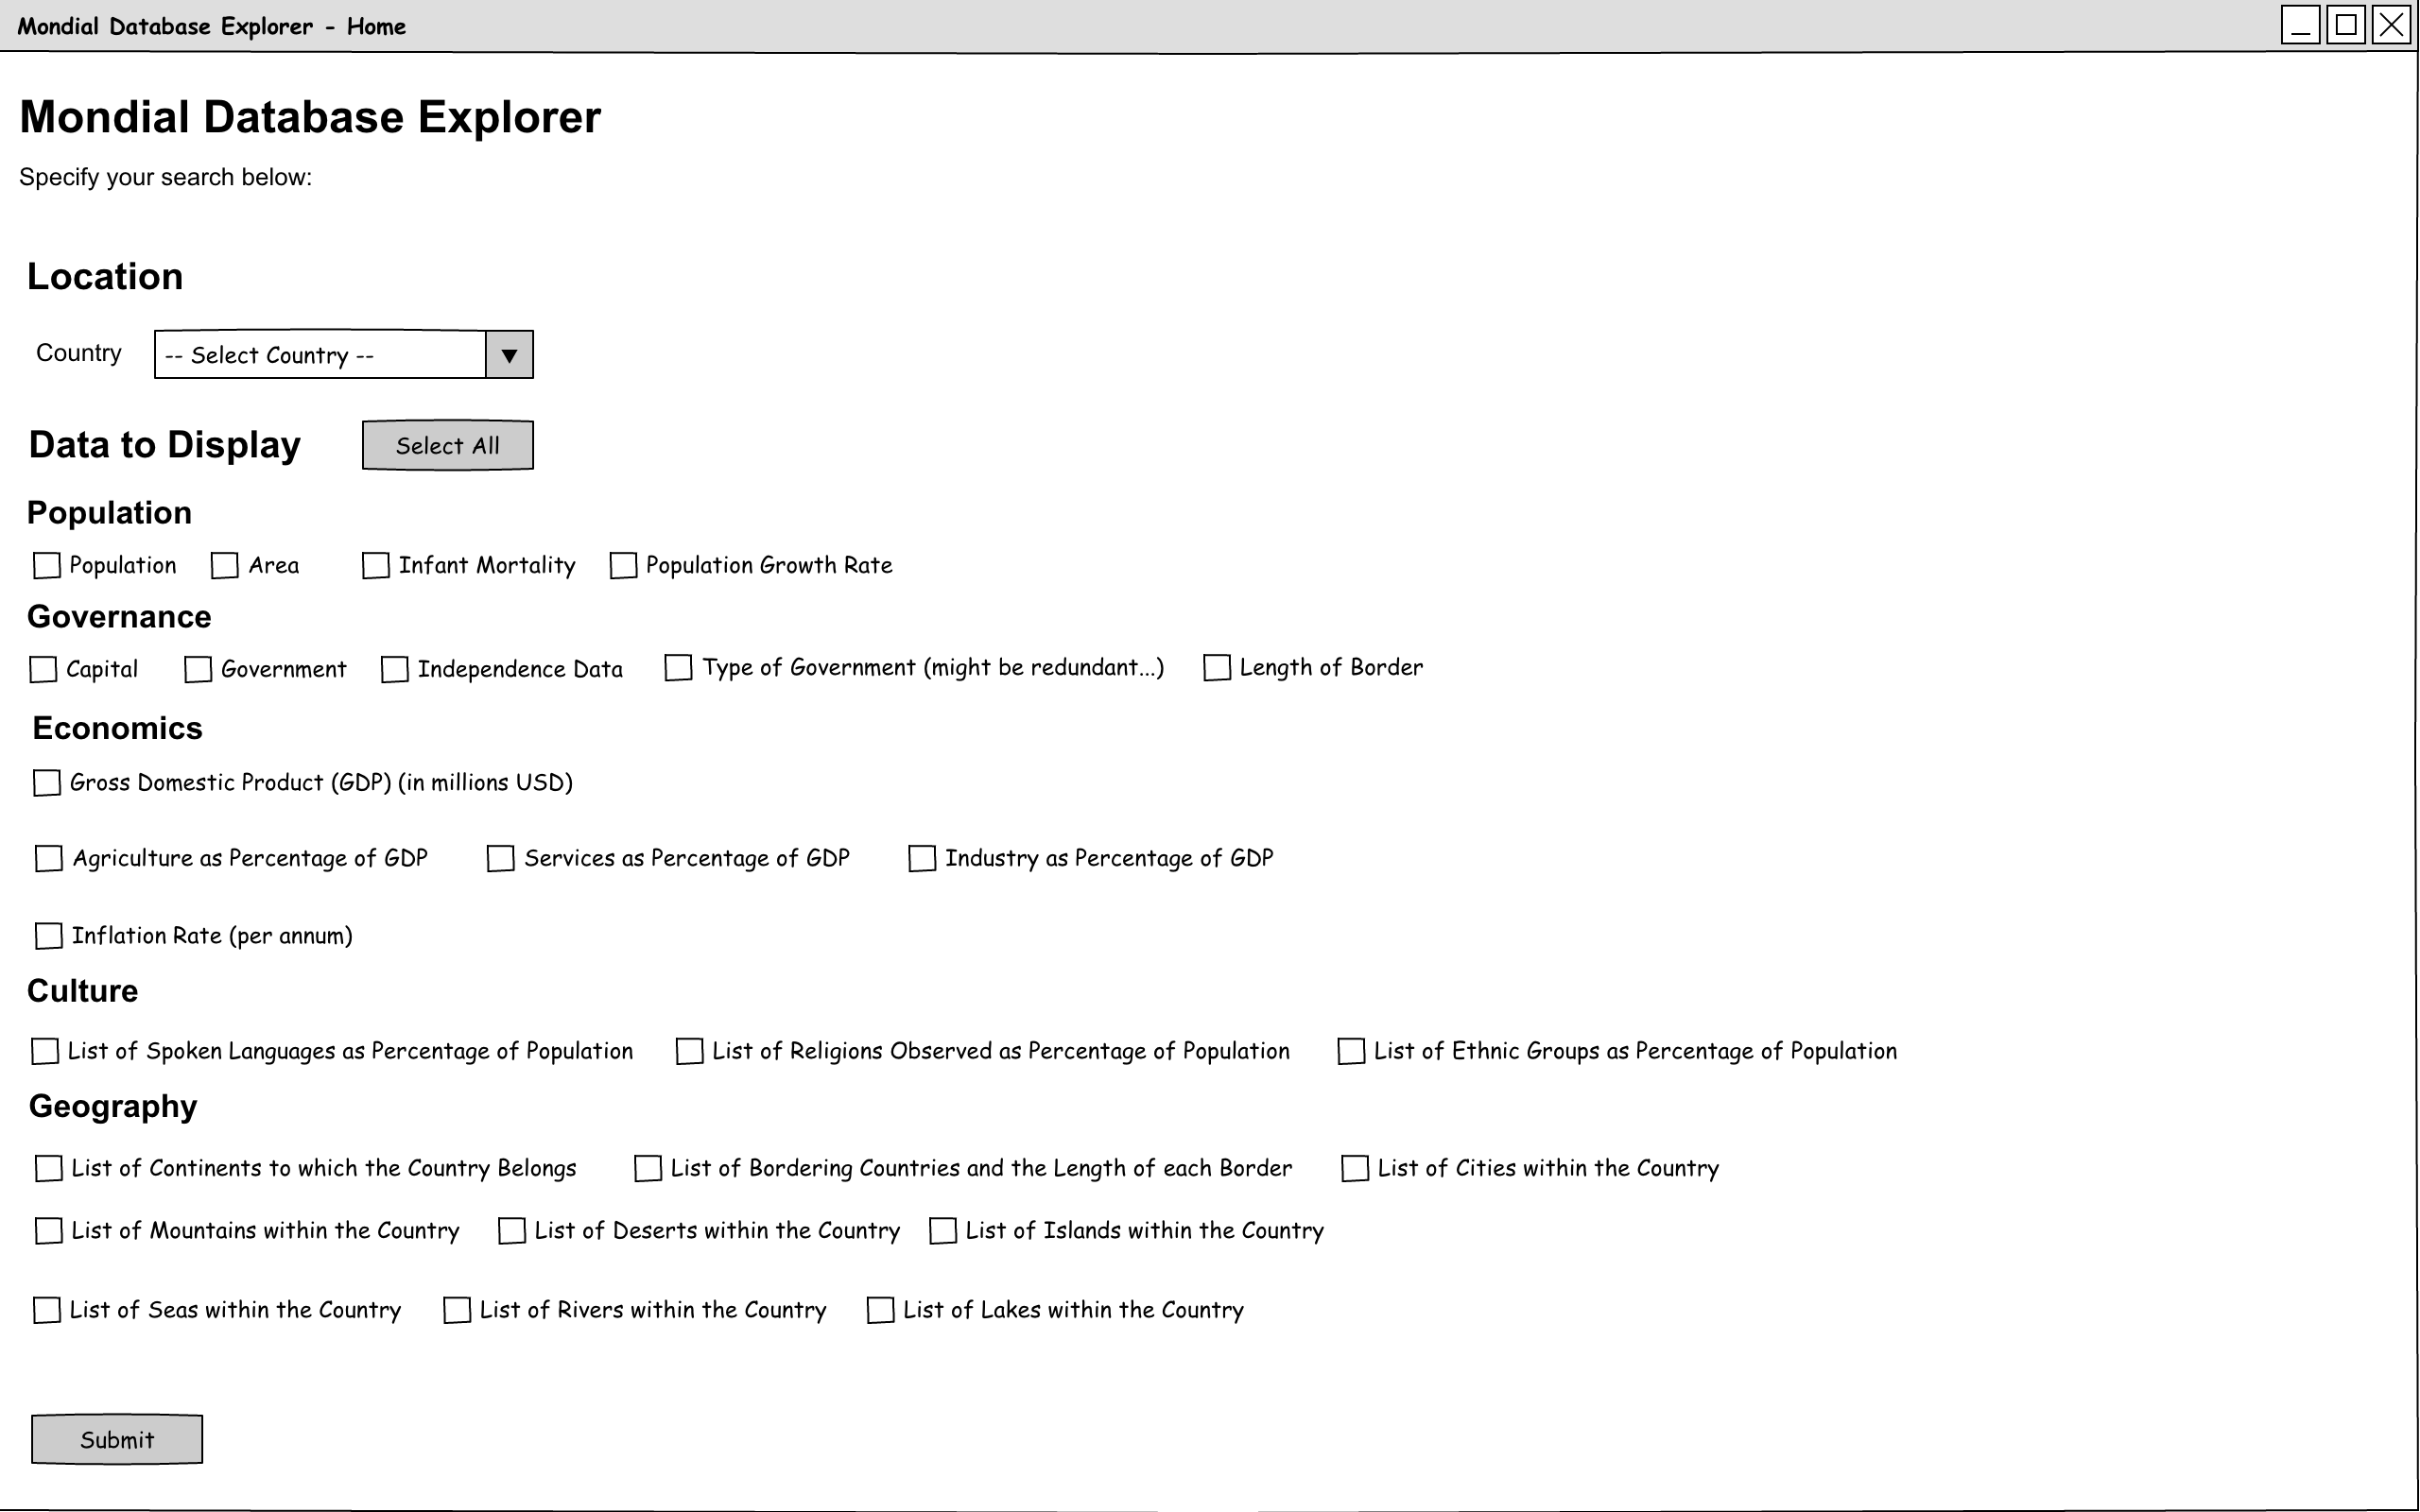 Mondial Database Explorer - Home
Mondial Database Explorer
Specify your search below:
Location
Country -- Select Country --
Data to Display Select All
Population
Population Area Infant Mortality Population Growth Rate
Governance
Capital Government Independence Data Type of Government (might be redundant...) Length of Border
Economics
Gross Domestic Product (GDP) (in millions USD)
Agriculture as Percentage of GDP Services as Percentage of GDP Industry as Percentage of GDP
Inflation Rate (per annum)
Culture
List of Spoken Languages as Percentage of Population List of Religions Observed as Percentage of Population List of Ethnic Groups as Percentage of Population
Geography
List of Continents to which the Country Belongs List of Bordering Countries and the Length of each Border List of Cities within the Country
List of Mountains within the Country List of Deserts within the Country List of Islands within the Country
List of Seas within the Country List of Rivers within the Country List of Lakes within the Country
Submit